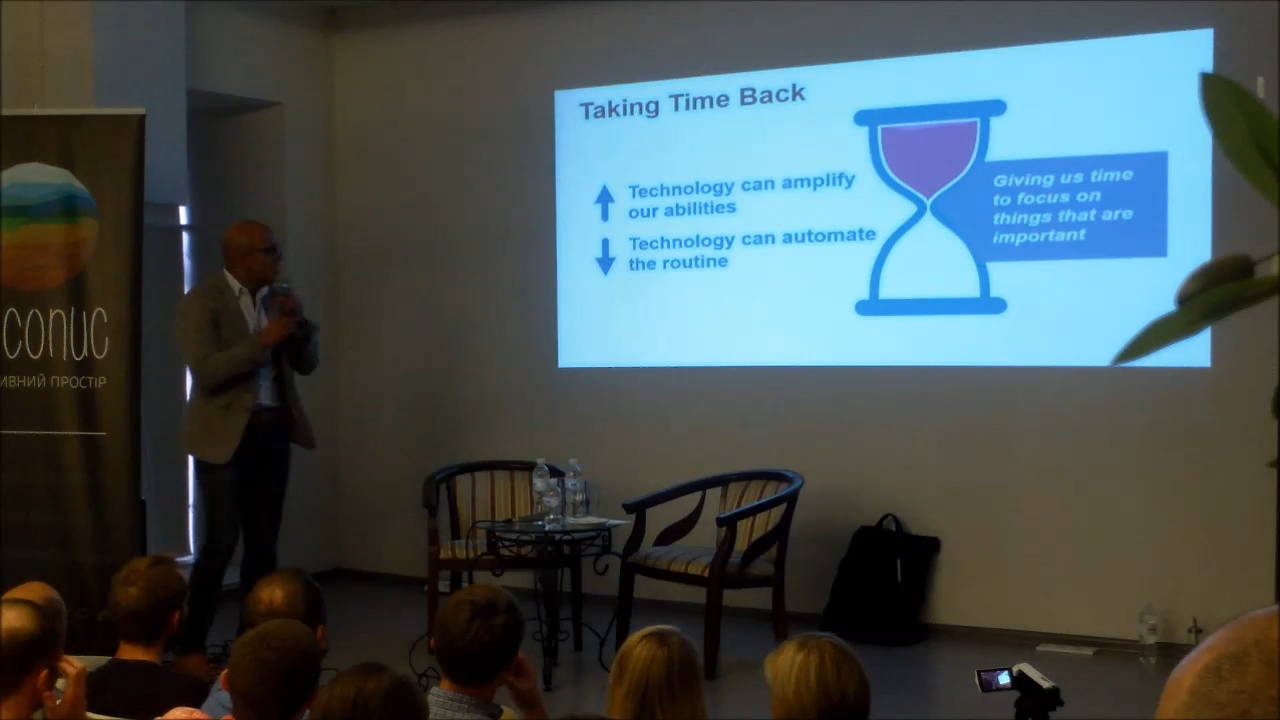 Taking Time Back
Technology can amplify
our abilities
Technology can automate
the routine
Giving us time
to focus on
things that are
important
сопис
ИВНИЙ ПРОСТІР